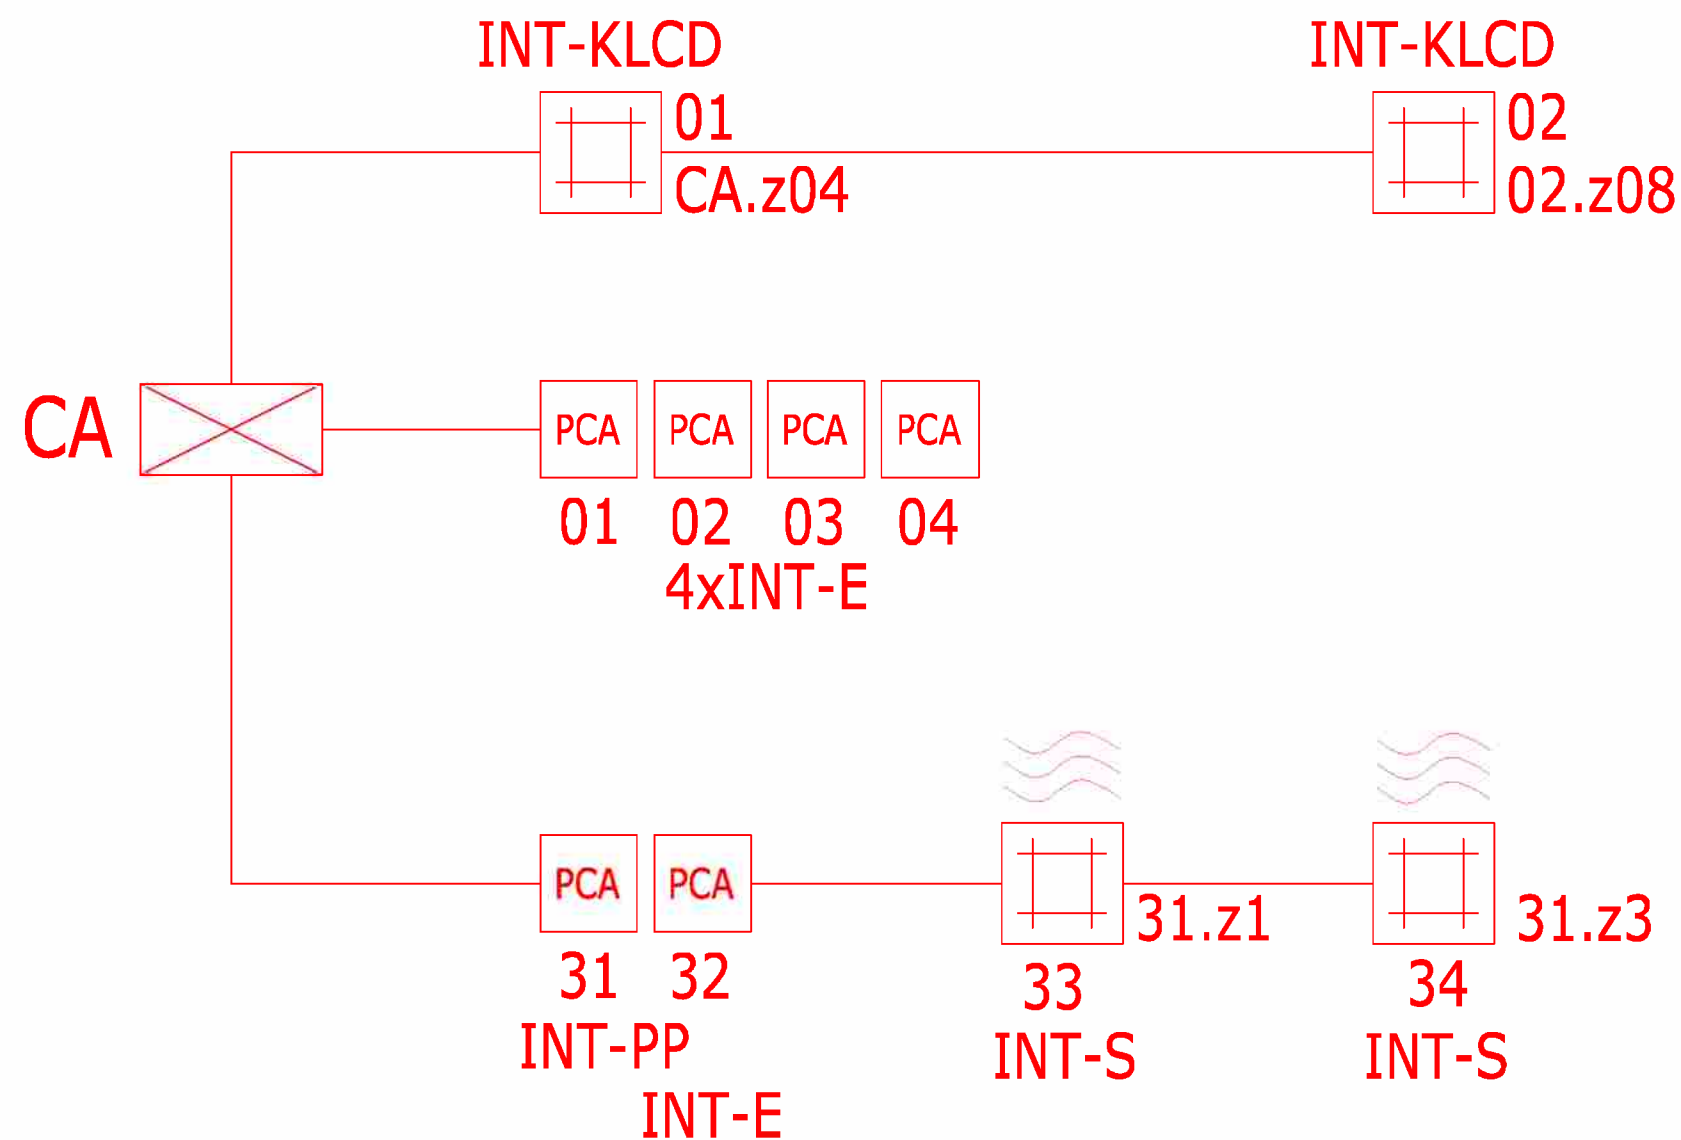 INT-KLCD INT-KLCD
01 02
CA.z04 02.z08
CA
PCA PCA PCA PCA
01 02 03 04
4xINT-E
PCA PCA
31.z1 31.z3
31 32 33 34
INT-PP INT-S INT-S
INT-E